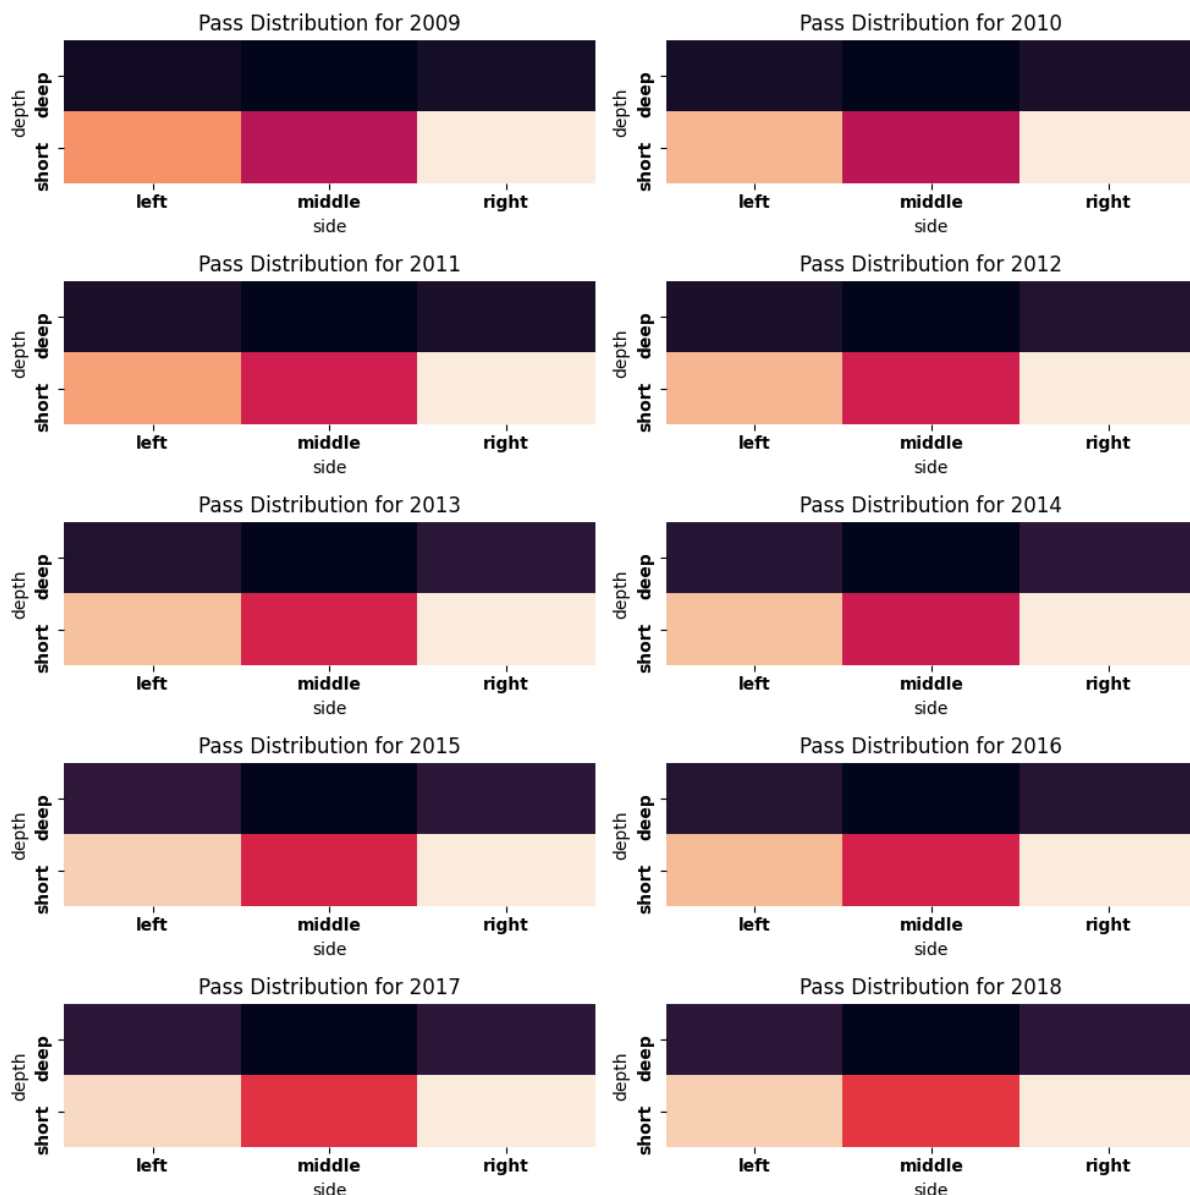 Pass Distribution for 2009
depth
deep
short
left middle right
side
Pass Distribution for 2010
depth
deep
short
left middle right
side
Pass Distribution for 2011
depth
deep
short
left middle right
side
Pass Distribution for 2012
depth
deep
short
left middle right
side
Pass Distribution for 2013
depth
deep
short
left middle right
side
Pass Distribution for 2014
depth
deep
short
left middle right
side
Pass Distribution for 2015
depth
deep
short
left middle right
side
Pass Distribution for 2016
depth
deep
short
left middle right
side
Pass Distribution for 2017
depth
deep
short
left middle right
side
Pass Distribution for 2018
depth
deep
short
left middle right
side